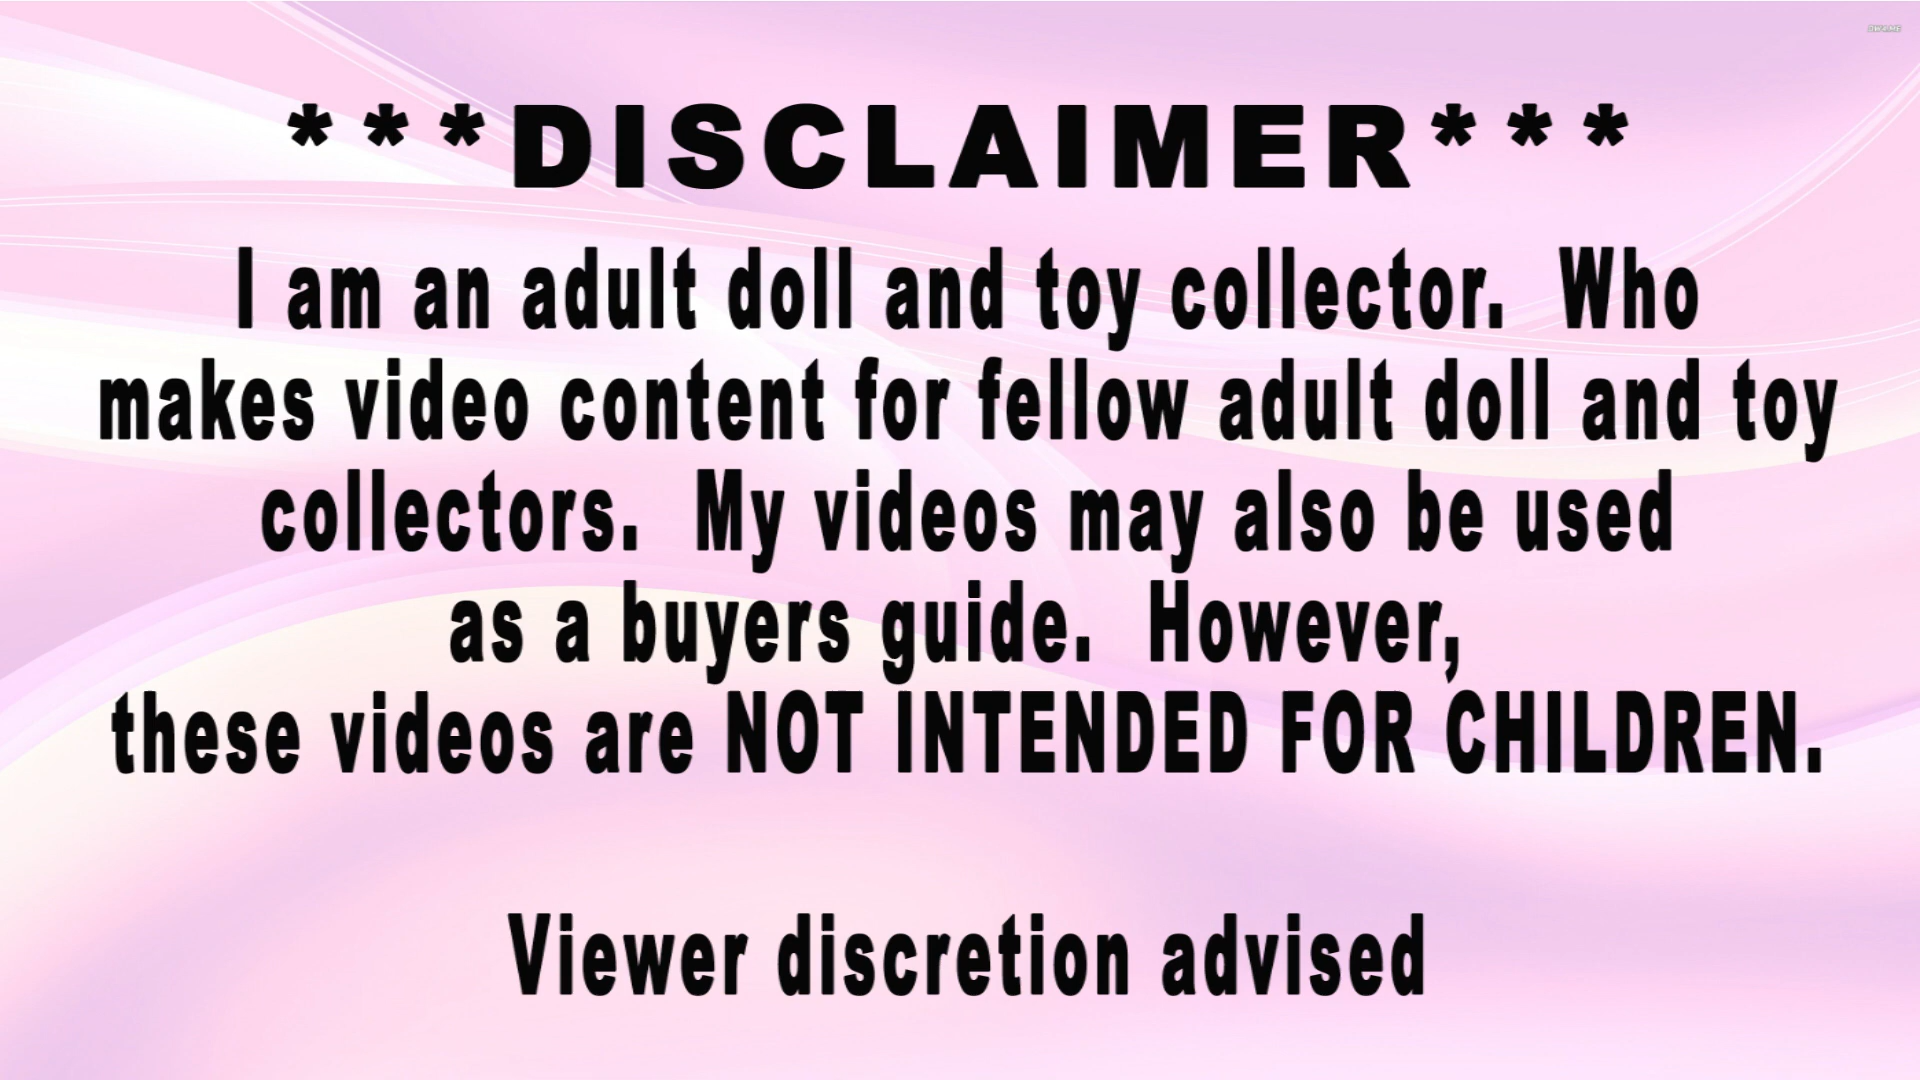 ***DISCLAIMER***
I am an adult doll and toy collector.  Who
makes video content for fellow adult doll and toy
collectors.  My videos may also be used
as a buyers guide.  However,
these videos are NOT INTENDED FOR CHILDREN.
Viewer discretion advised